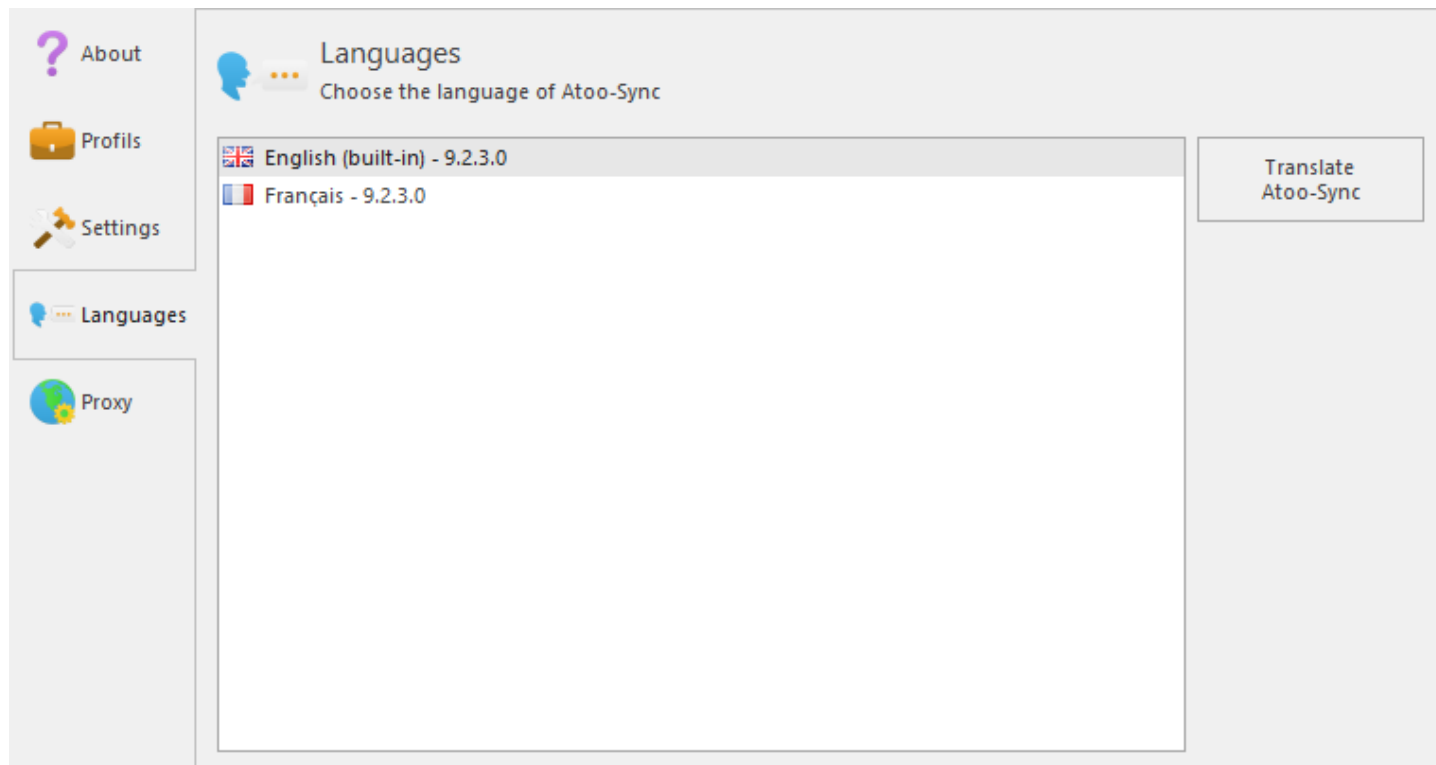 About
Profils
Settings
Languages
Proxy
Languages
Choose the language of Atoo-Sync
English (built-in) - 9.2.3.0
Français - 9.2.3.0
Translate
Atoo-Sync